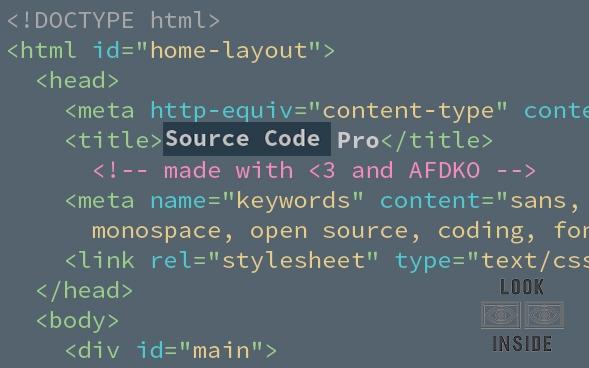 <!DOCTYPE html>
<html id="home-layout">
<head>
<meta http-equiv="content-type" conte
<title>Source Code Pro</title>
<!-- made with <3 and AFDKO -->
<meta name="keywords" content="sans,
monospace, open source, coding, fon
<link rel="stylesheet" type="text/css
</head>
<body>
<div id="main">
LOOK
INSIDE